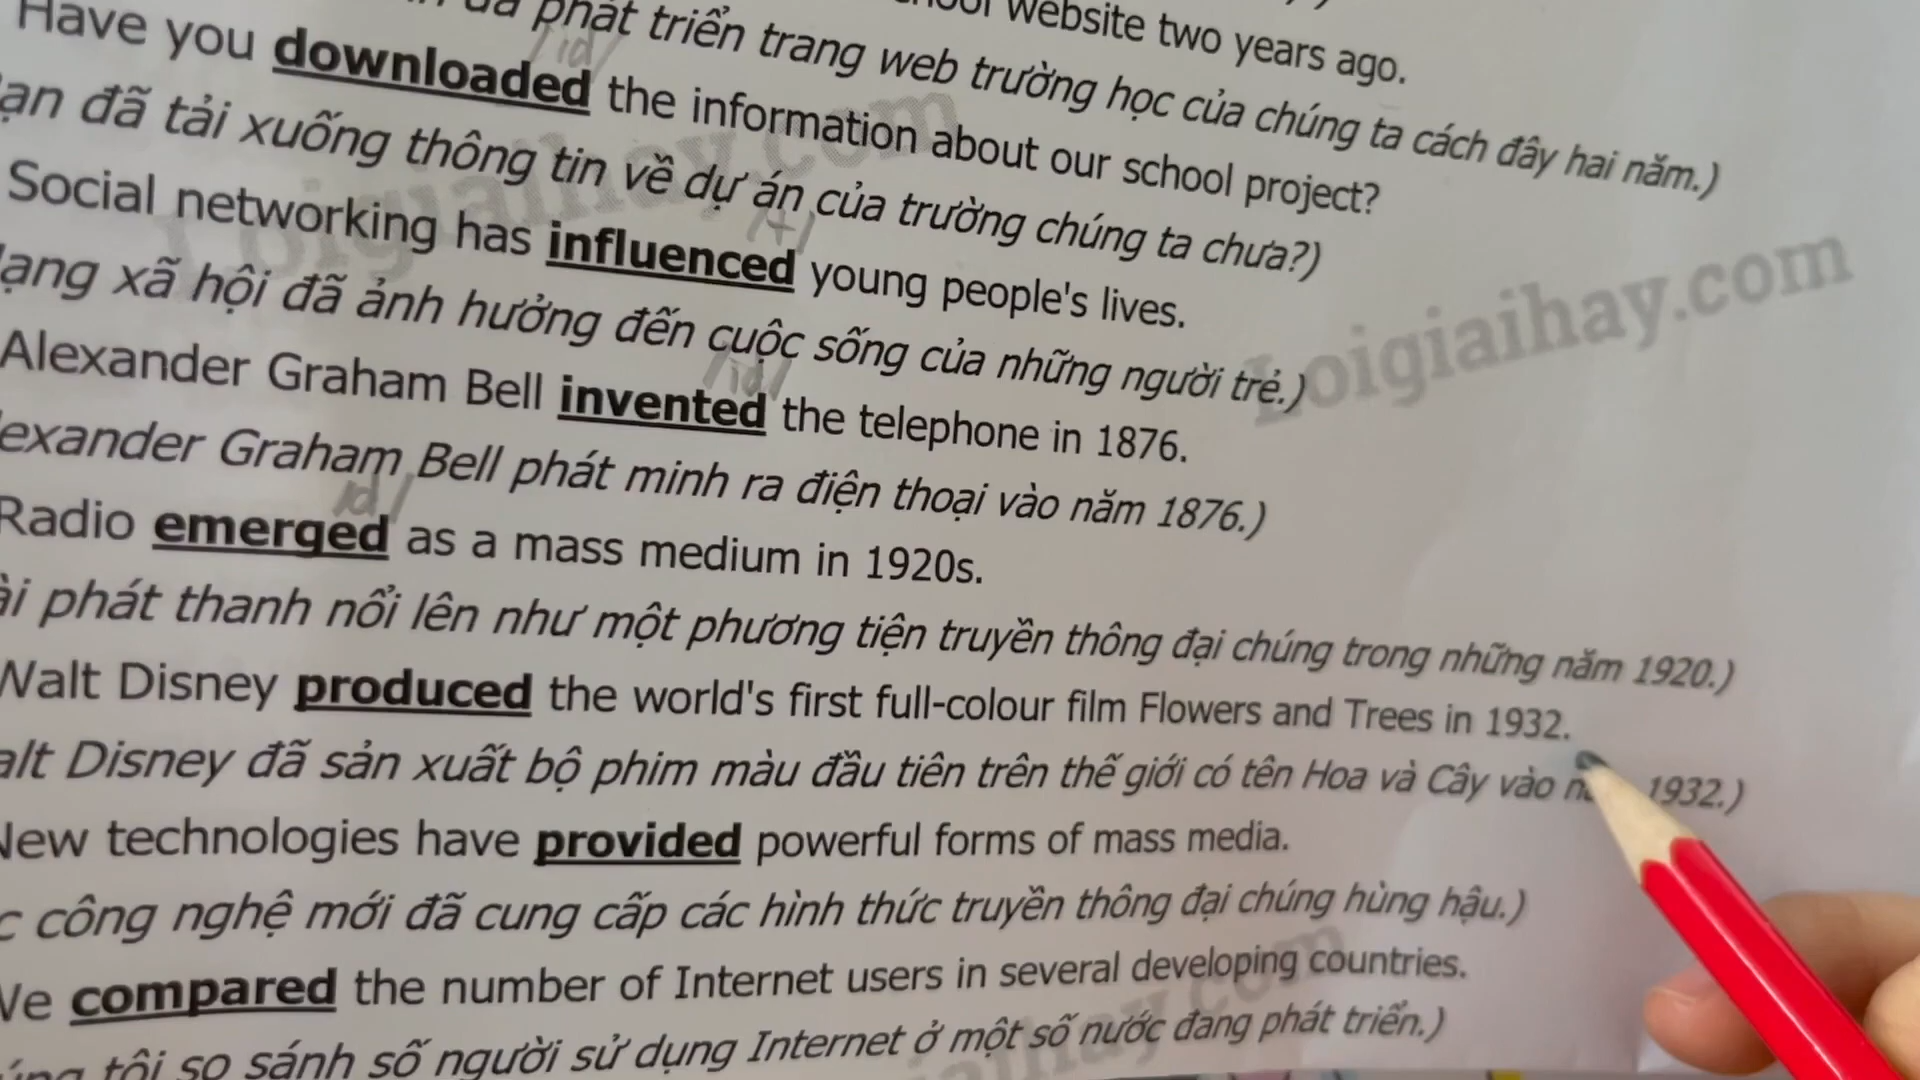 website two years ago.
phát triển trang web trường học của chúng ta cách đây hai năm.)
Have you downloaded the information about our school project?
đã tải xuống thông tin về dự án của trường chúng ta chưa?)
Social networking has influenced young people's lives.
xã hội đã ảnh hưởng đến cuộc sống của những người trẻ.)
Alexander Graham Bell invented the telephone in 1876.
Graham Bell phát minh ra điện thoại vào năm 1876.)
Radio emerged as a mass medium in 1920s.
phát thanh nổi lên như một phương tiện truyền thông đại chúng trong những năm 1920.)
Walt Disney produced the world's first full-colour film Flowers and Trees in 1932.
Disney đã sản xuất bộ phim màu đầu tiên trên thế giới có tên Hoa và Cây vào 1932.)
New technologies have provided powerful forms of mass media.
công nghệ mới đã cung cấp các hình thức truyền thông đại chúng hùng hậu.)
We compared the number of Internet users in several developing countries.
tôi so sánh số người sử dụng Internet ở một số nước đang phát triển.)
/id/
/t/
/id/
/d/
Loigiaihay.com
Loigiaihay.com